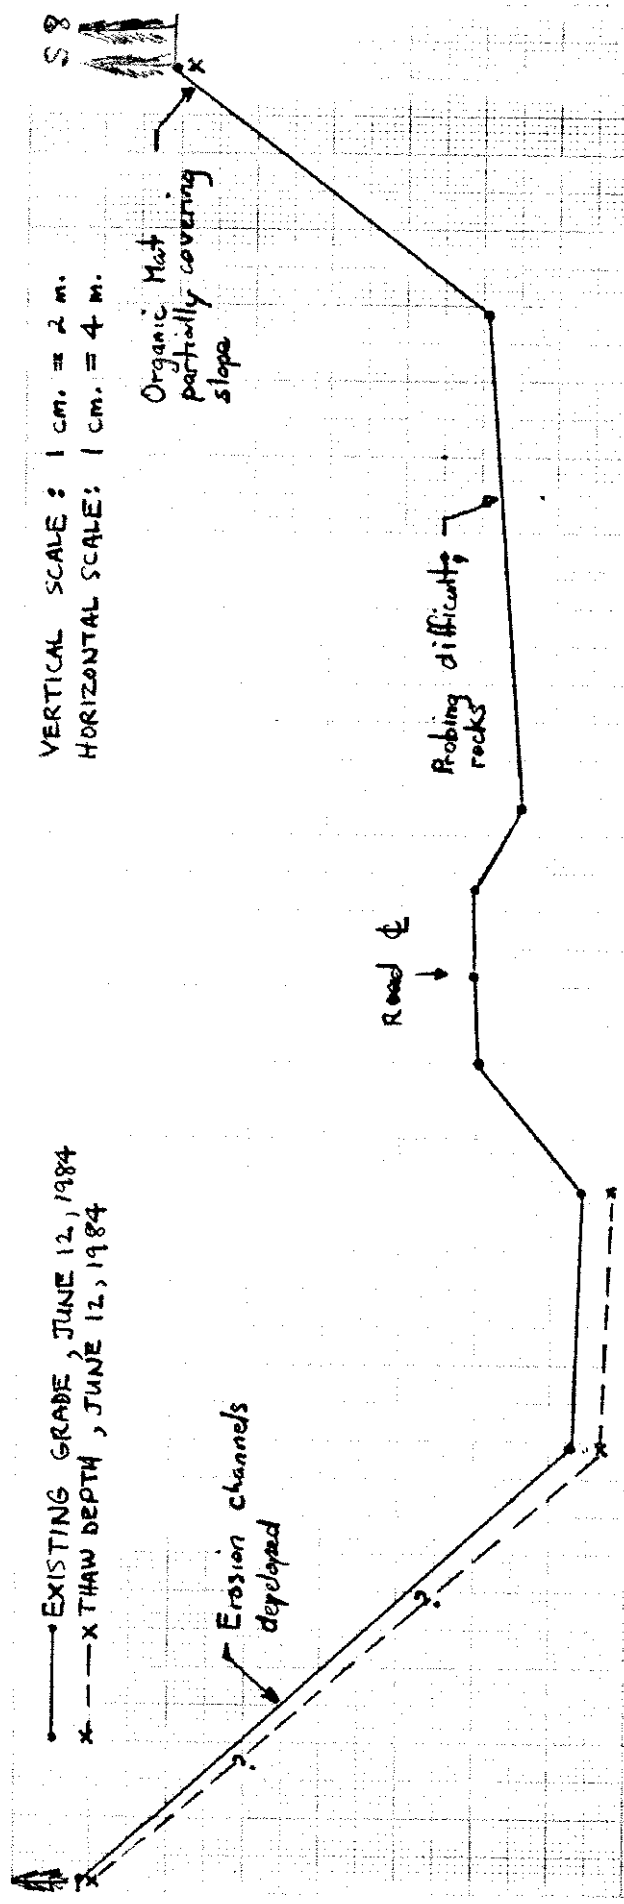 S 8
VERTICAL SCALE : 1 cm. = 2 m.
HORIZONTAL SCALE: 1 cm. = 4 m.
EXISTING GRADE, JUNE 12, 1984
x THAW DEPTH, JUNE 12, 1984
Erosion channels
developed
?
?
Road ℄
Probing difficult,
rocks
Organic Mat
partially covering
slope